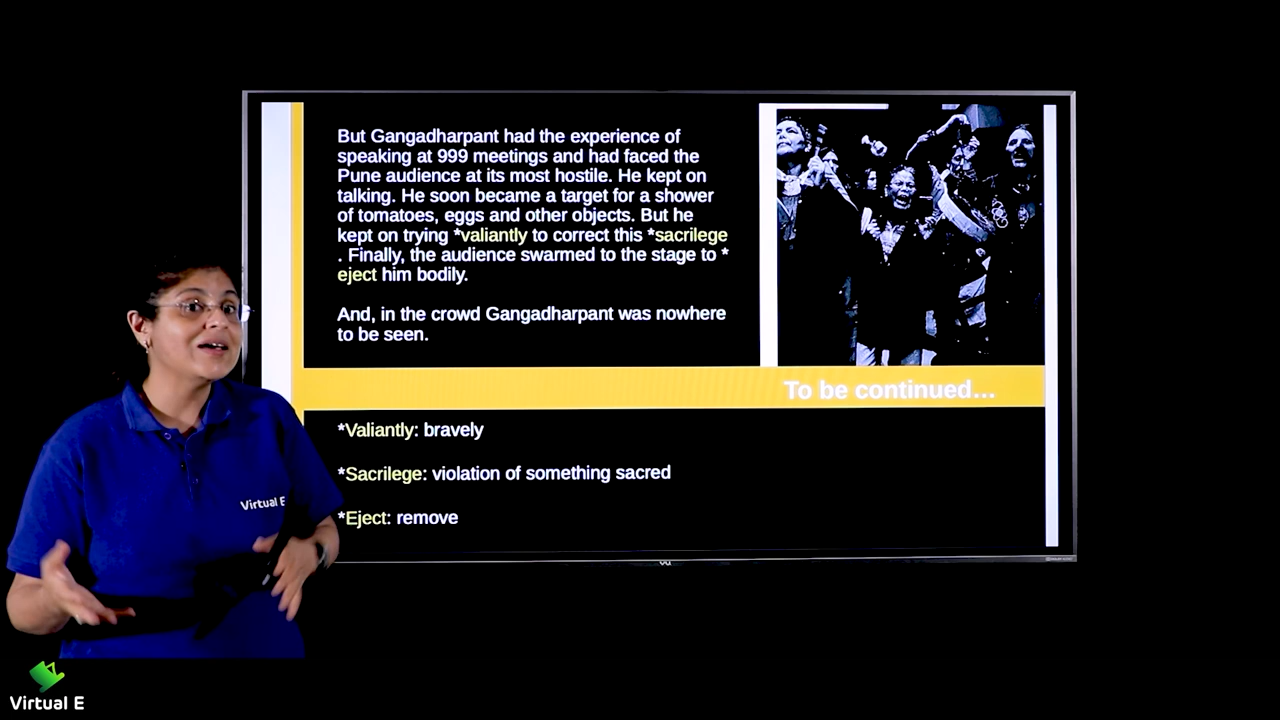 But Gangadharpant had the experience of
speaking at 999 meetings and had faced the
Pune audience at its most hostile. He kept on
talking. He soon became a target for a shower
of tomatoes, eggs and other objects. But he
kept on trying *valiantly to correct this *sacrilege
. Finally, the audience swarmed to the stage to *
eject him bodily.
And, in the crowd Gangadharpant was nowhere
to be seen.
To be continued...
*Valiantly: bravely
*Sacrilege: violation of something sacred
*Eject: remove
Virtual E
vu
Virtual E